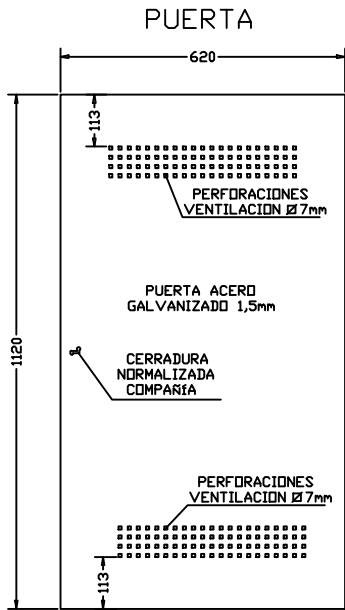 PUERTA
620
113
PERFORACIONES
VENTILACION Ø7mm
PUERTA ACERO
GALVANIZADO 1,5mm
1120
CERRADURA
NORMALIZADA
COMPAÑíA
PERFORACIONES
VENTILACION Ø7mm
113